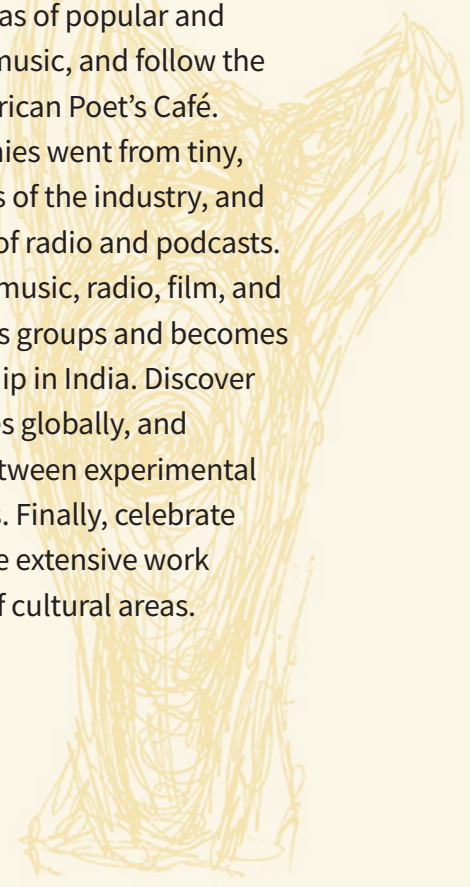 as of popular and
music, and follow the
rican Poet’s Café.
nies went from tiny,
s of the industry, and
of radio and podcasts.
music, radio, film, and
s groups and becomes
ip in India. Discover
s globally, and
tween experimental
s. Finally, celebrate
e extensive work
f cultural areas.